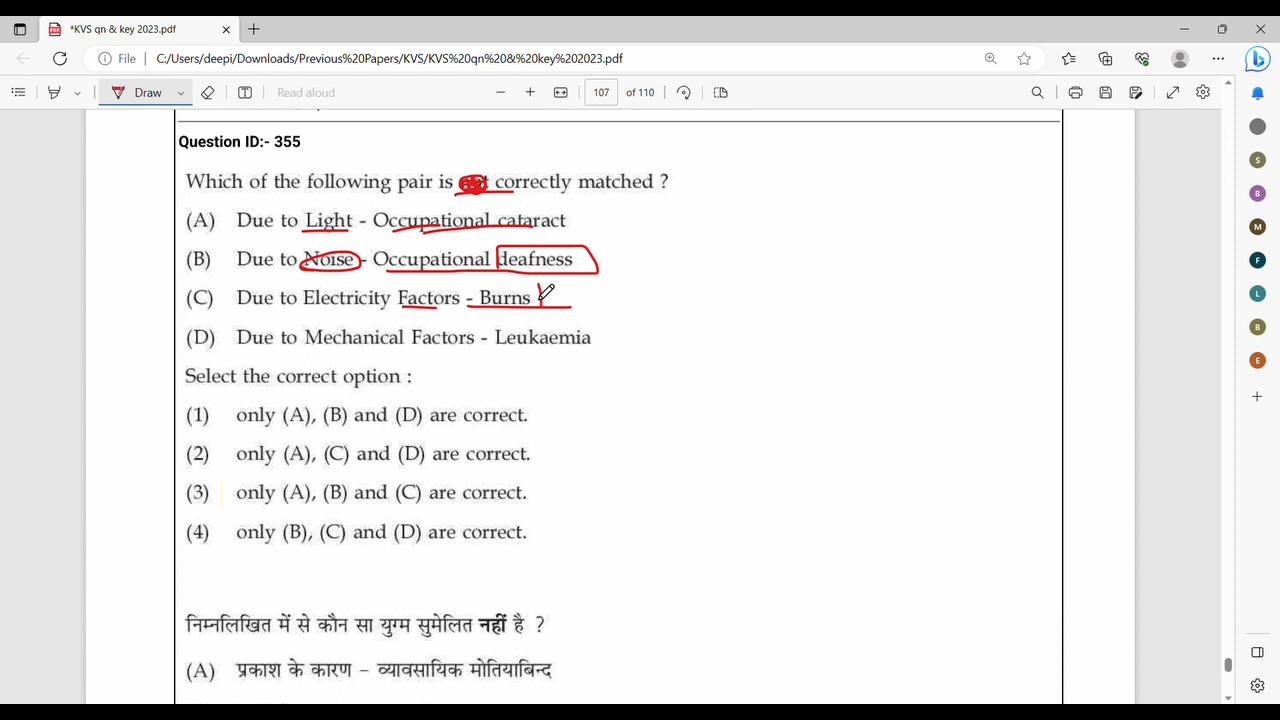 *KVS qn & key 2023.pdf
File
C:/Users/deepi/Downloads/Previous%20Papers/KVS/KVS%20qn%20&%20key%202023.pdf
Draw
Read aloud
107 of 110
Question ID:- 355
Which of the following pair is correctly matched ?
(A) Due to Light - Occupational cataract
(B) Due to Noise - Occupational deafness
(C) Due to Electricity Factors - Burns
(D) Due to Mechanical Factors - Leukaemia
Select the correct option :
(1) only (A), (B) and (D) are correct.
(2) only (A), (C) and (D) are correct.
(3) only (A), (B) and (C) are correct.
(4) only (B), (C) and (D) are correct.
निम्नलिखित में से कौन सा युग्म सुमेलित नहीं है ?
(A) प्रकाश के कारण – व्यावसायिक मोतियाबिन्द
S
B
M
F
L
B
E